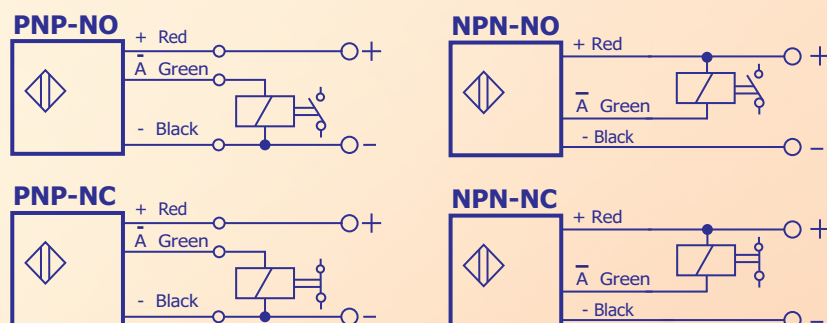 PNP-NO
+ Red
Ā Green
- Black
+
−
NPN-NO
+ Red
Ā Green
- Black
+
−
PNP-NC
+ Red
Ā Green
- Black
+
−
NPN-NC
+ Red
Ā Green
- Black
+
−